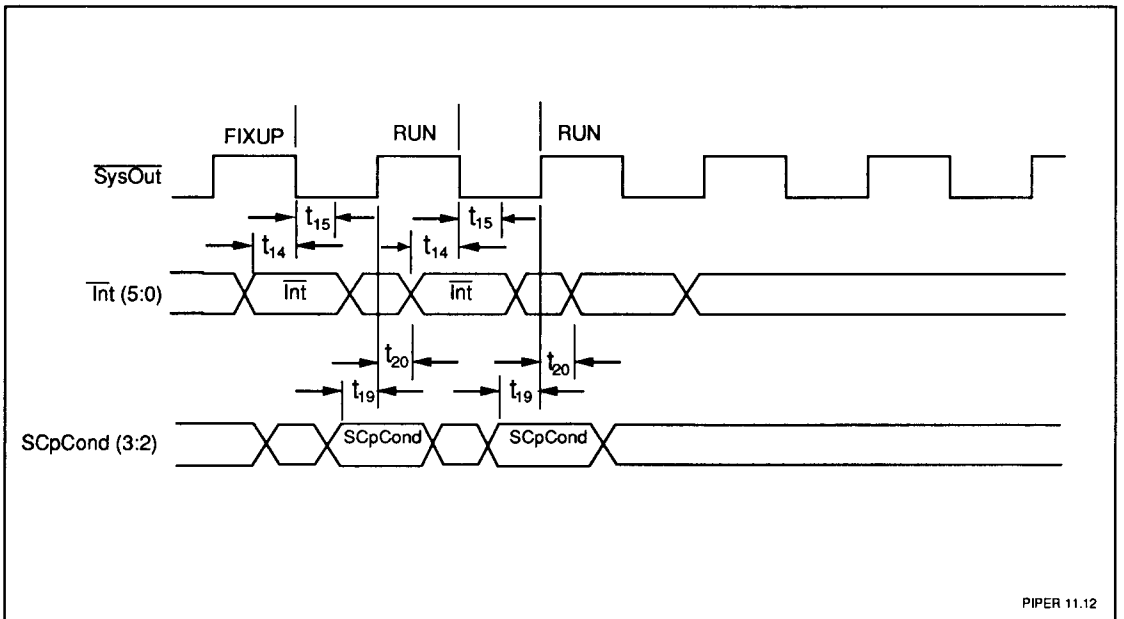 FIXUP RUN RUN
SysOut
t15 t15
t14 t14
Int (5:0) Int Int
t20 t20
t19 t19
SCpCond (3:2) SCpCond SCpCond
PIPER 11.12